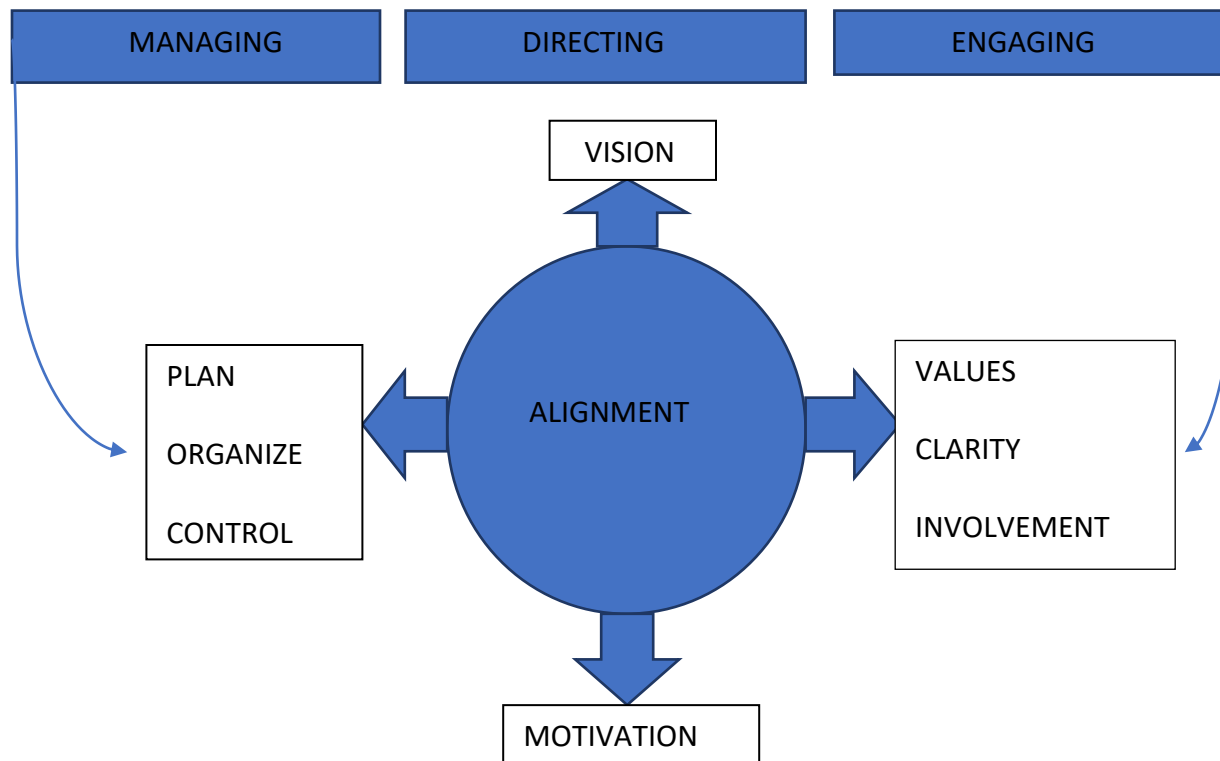 MANAGING
DIRECTING
ENGAGING
VISION
PLAN
ORGANIZE
CONTROL
ALIGNMENT
VALUES
CLARITY
INVOLVEMENT
MOTIVATION